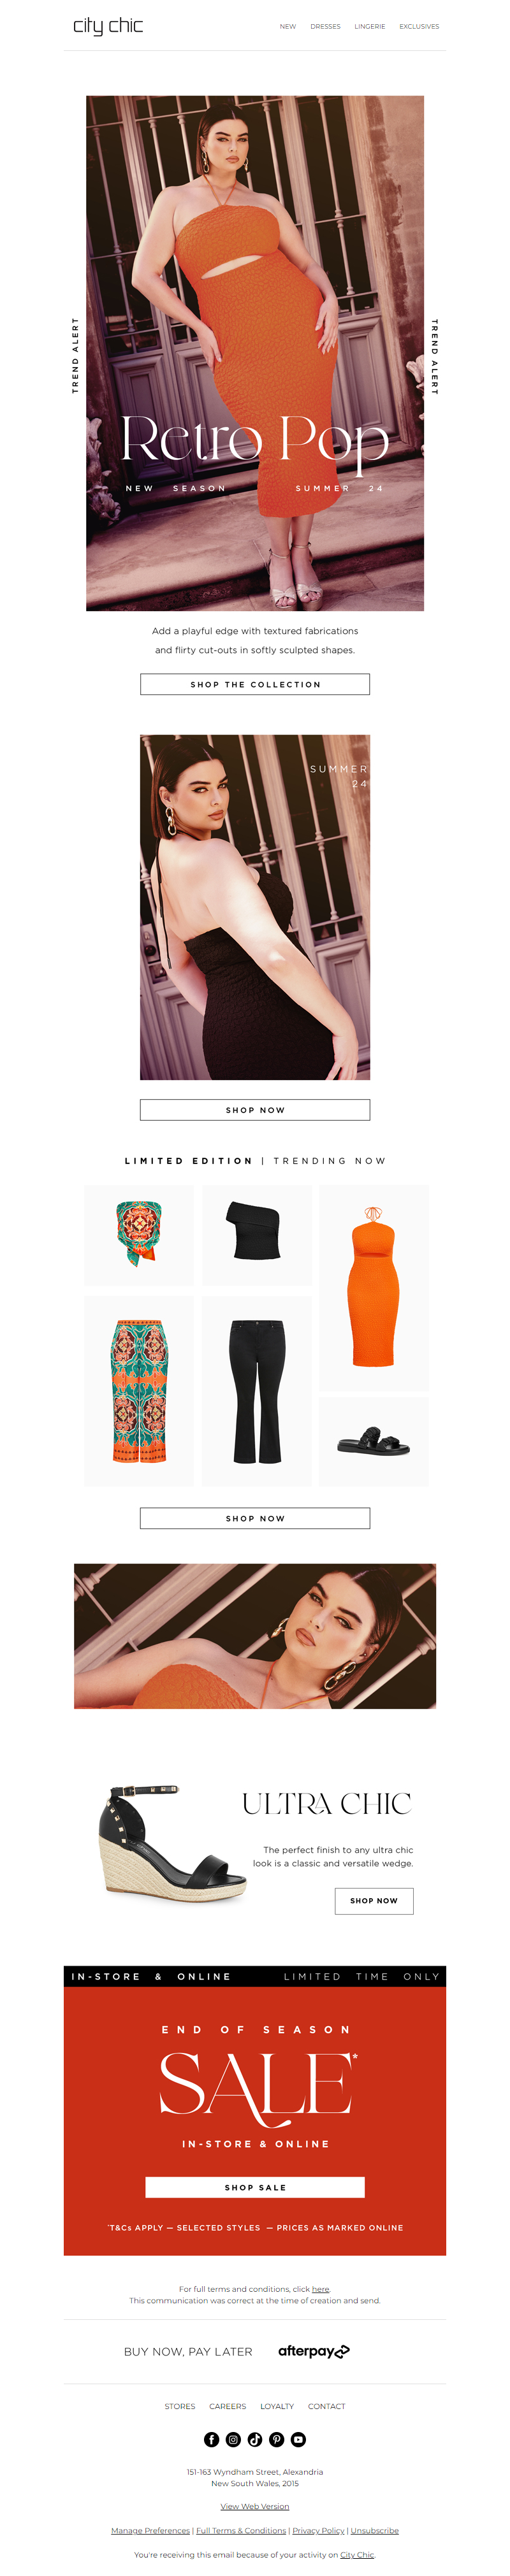 city chic
NEW DRESSES LINGERIE EXCLUSIVES
TREND ALERT
TREND ALERT
Retro Pop
NEW SEASON SUMMER 24
Add a playful edge with textured fabrications
and flirty cut-outs in softly sculpted shapes.
SHOP THE COLLECTION
SUMMER
24
SHOP NOW
LIMITED EDITION | TRENDING NOW
SHOP NOW
ULTRA CHIC
The perfect finish to any ultra chic
look is a classic and versatile wedge.
SHOP NOW
IN-STORE & ONLINE LIMITED TIME ONLY
END OF SEASON
SALE*
IN-STORE & ONLINE
SHOP SALE
*T&Cs APPLY — SELECTED STYLES — PRICES AS MARKED ONLINE
For full terms and conditions, click here.
This communication was correct at the time of creation and send.
BUY NOW, PAY LATER afterpay
STORES CAREERS LOYALTY CONTACT
151-163 Wyndham Street, Alexandria
New South Wales, 2015
View Web Version
Manage Preferences | Full Terms & Conditions | Privacy Policy | Unsubscribe
You're receiving this email because of your activity on City Chic.